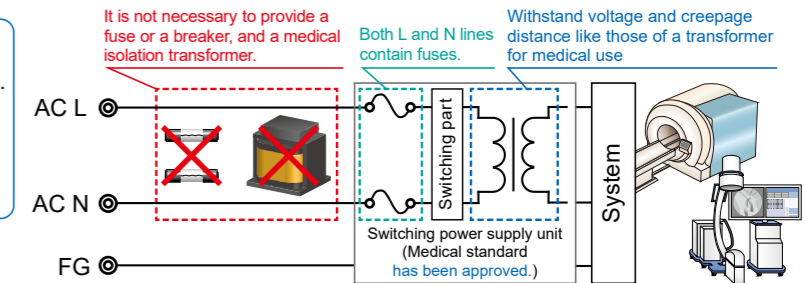 It is not necessary to provide a
fuse or a breaker, and a medical
isolation transformer.
Both L and N lines
contain fuses.
Withstand voltage and creepage
distance like those of a transformer
for medical use
.
AC L
AC N
FG
Switching part
Switching power supply unit
(Medical standard
has been approved.)
System